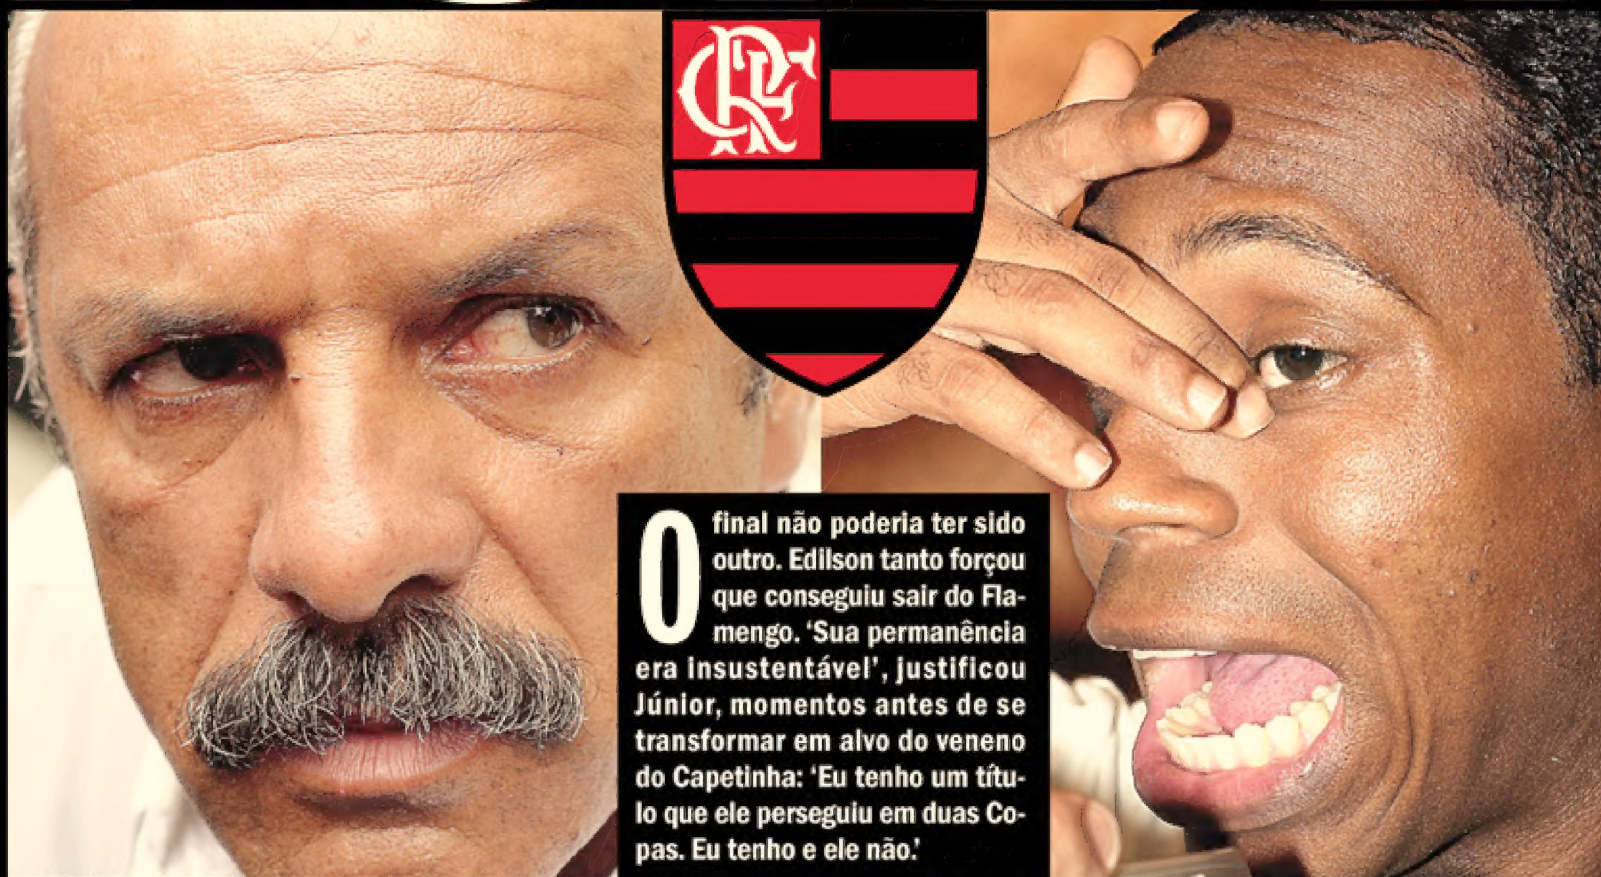 CRF
O final não poderia ter sido
outro. Edilson tanto forçou
que conseguiu sair do Fla-
mengo. ‘Sua permanência
era insustentável’, justificou
Júnior, momentos antes de se
transformar em alvo do veneno
do Capetinha: ‘Eu tenho um títu-
lo que ele perseguiu em duas Co-
pas. Eu tenho e ele não.’